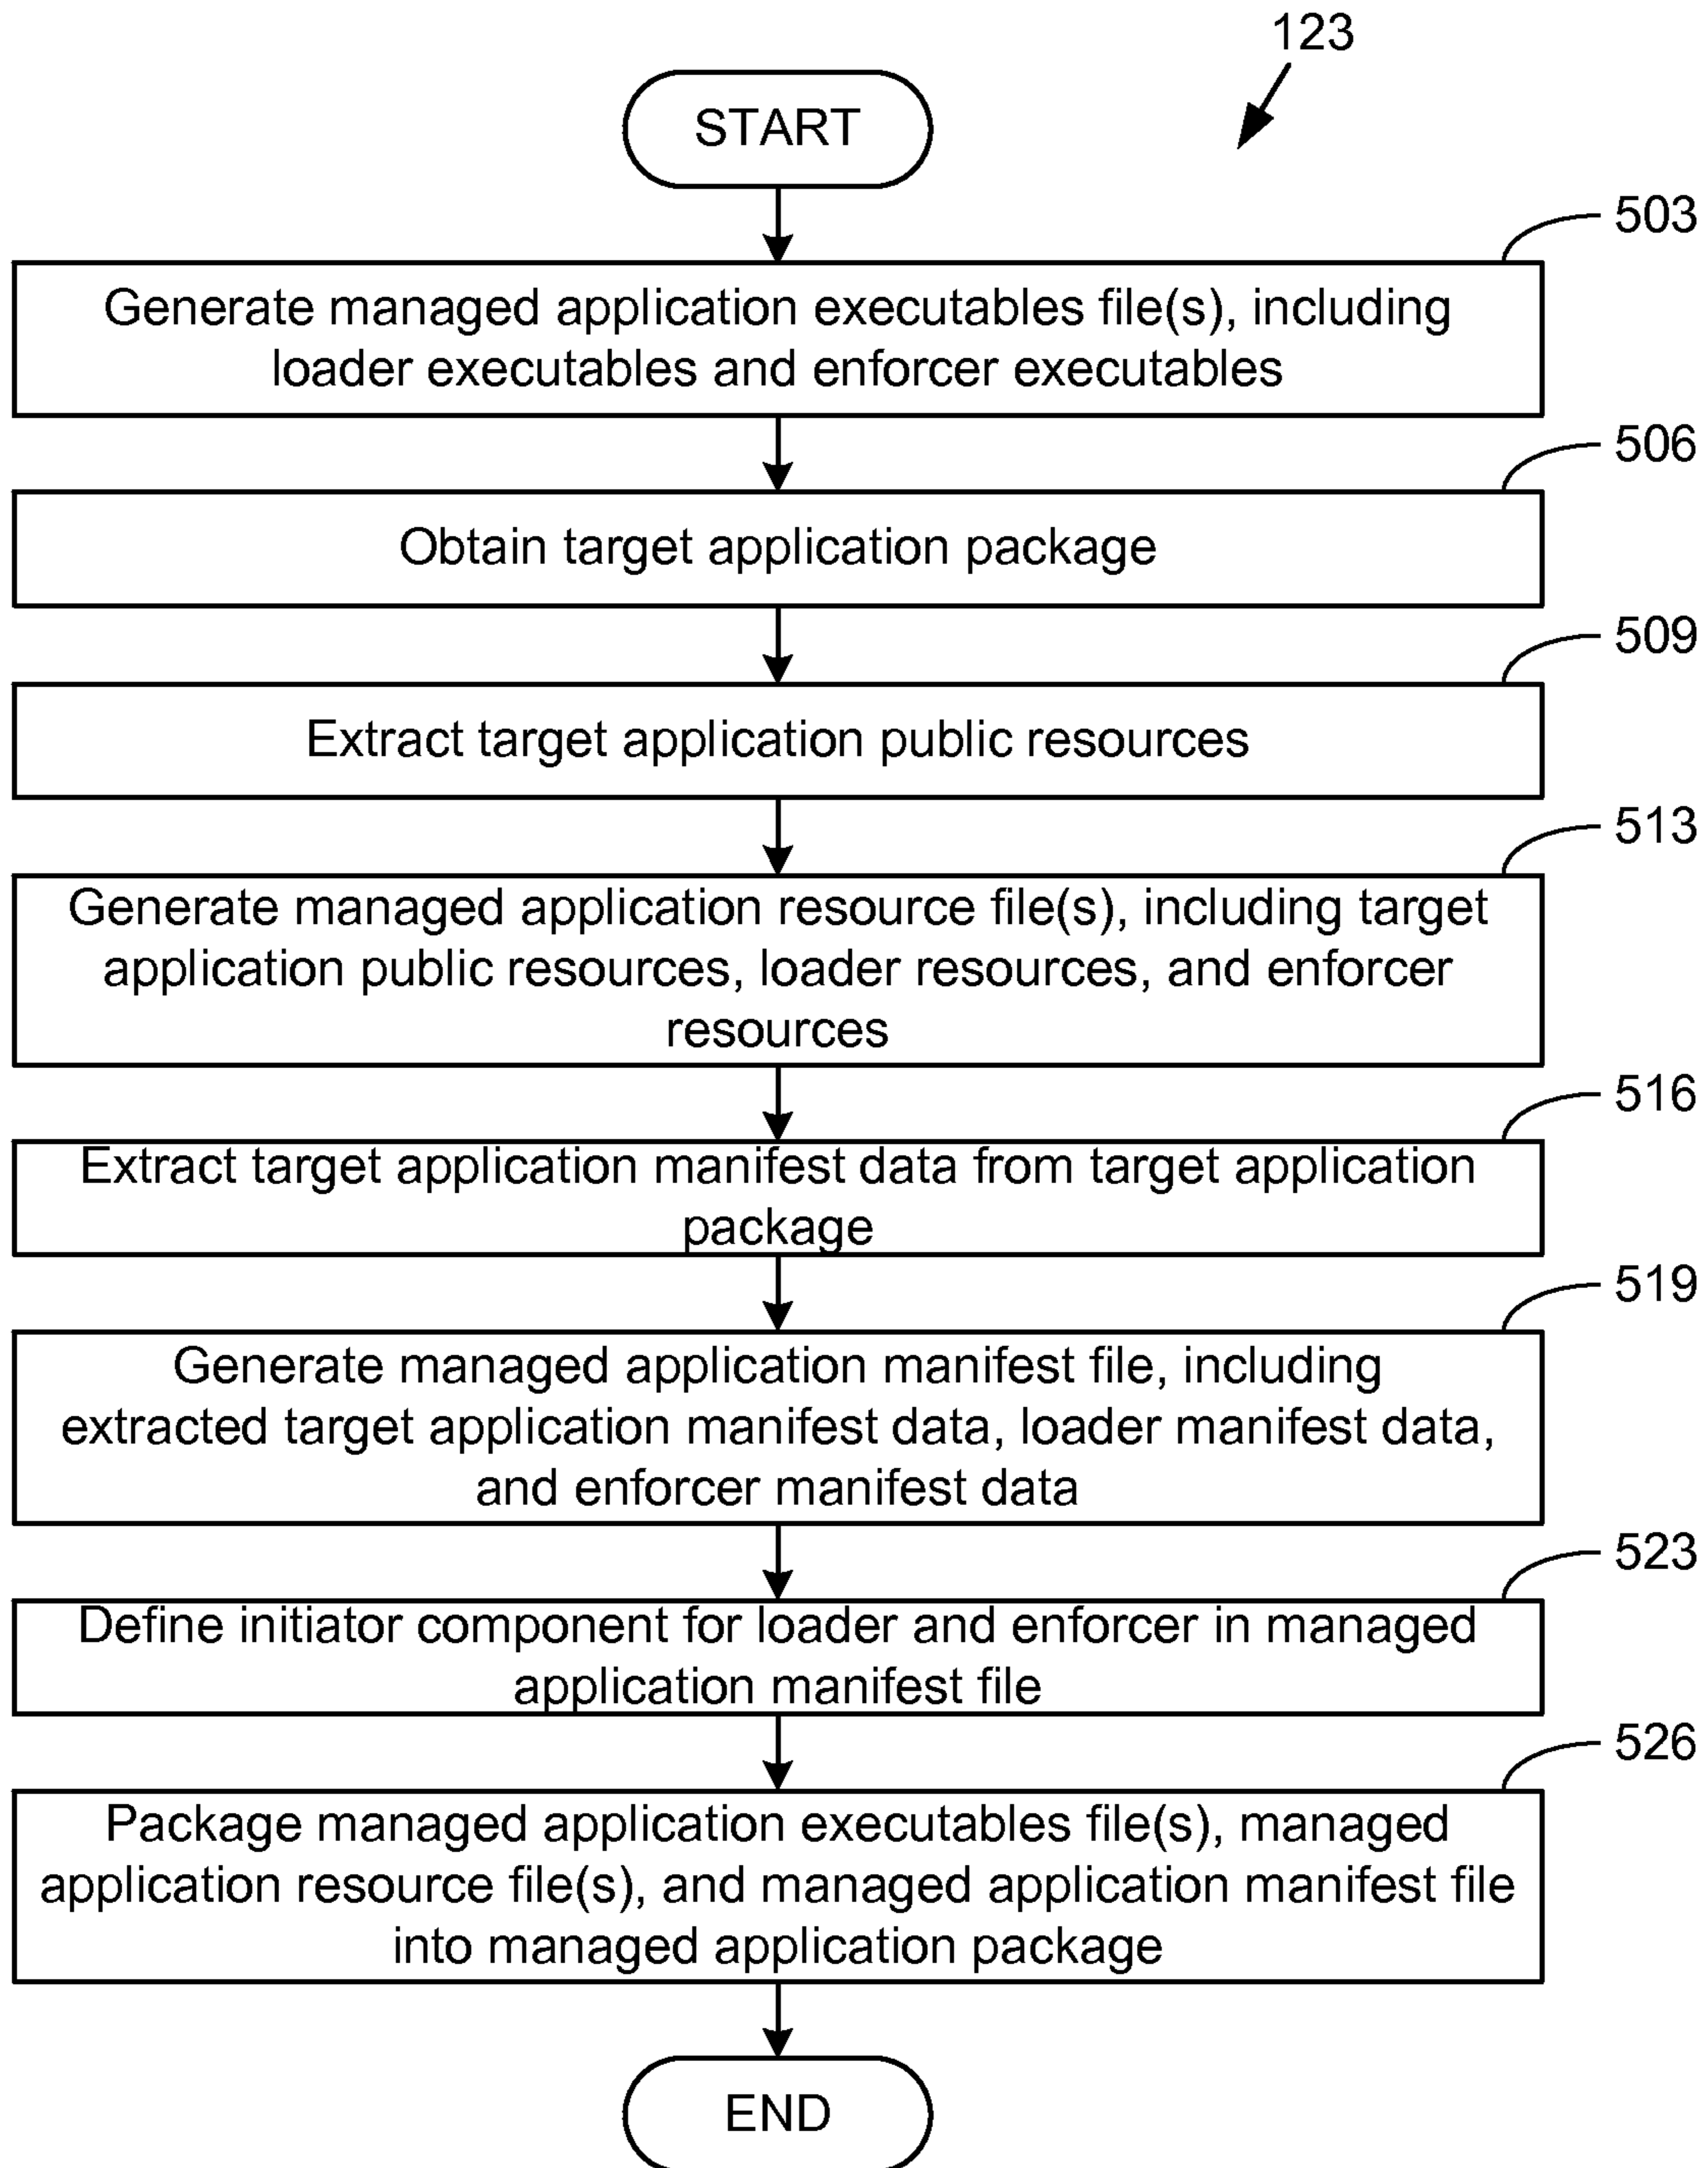 123
START
503
Generate managed application executables file(s), including
loader executables and enforcer executables
506
Obtain target application package
509
Extract target application public resources
513
Generate managed application resource file(s), including target
application public resources, loader resources, and enforcer
resources
516
Extract target application manifest data from target application
package
519
Generate managed application manifest file, including
extracted target application manifest data, loader manifest data,
and enforcer manifest data
523
Define initiator component for loader and enforcer in managed
application manifest file
526
Package managed application executables file(s), managed
application resource file(s), and managed application manifest file
into managed application package
END